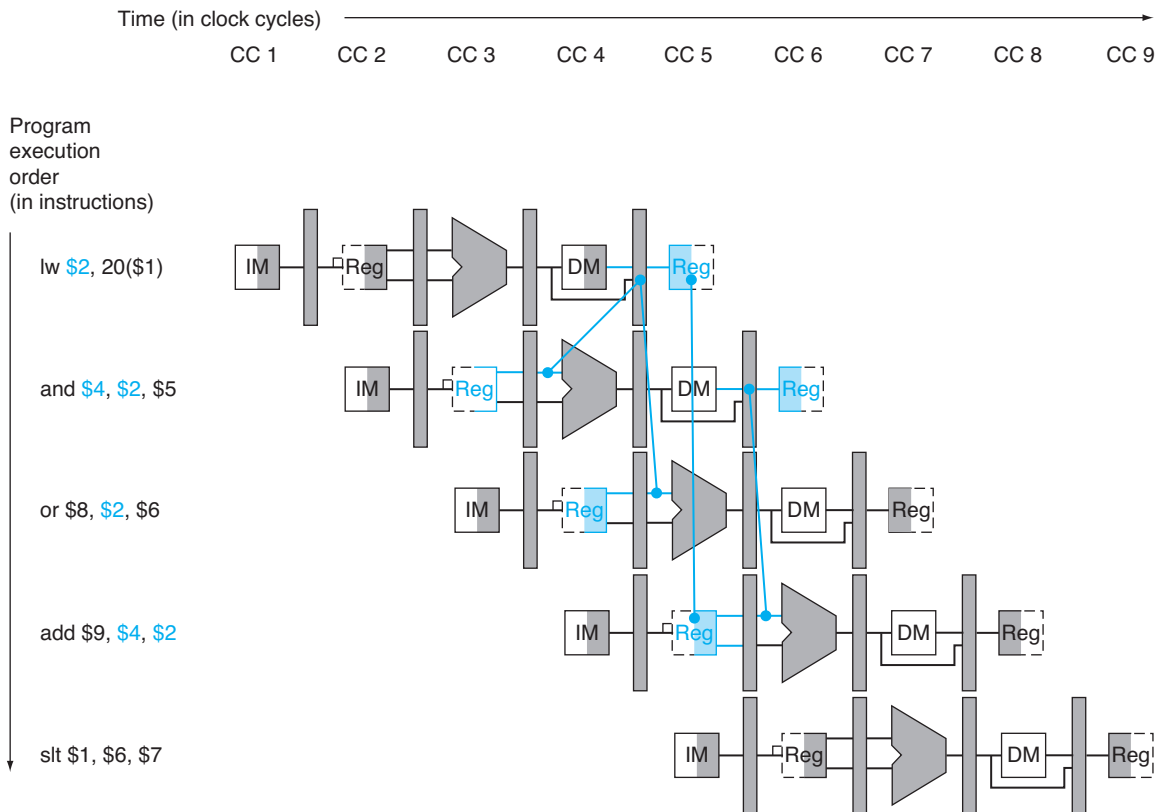 Time (in clock cycles)
CC 1 CC 2 CC 3 CC 4 CC 5 CC 6 CC 7 CC 8 CC 9
Program
execution
order
(in instructions)
lw $2, 20($1) IM Reg DM Reg
and $4, $2, $5 IM Reg DM Reg
or $8, $2, $6 IM Reg DM Reg
add $9, $4, $2 IM Reg DM Reg
slt $1, $6, $7 IM Reg DM Reg